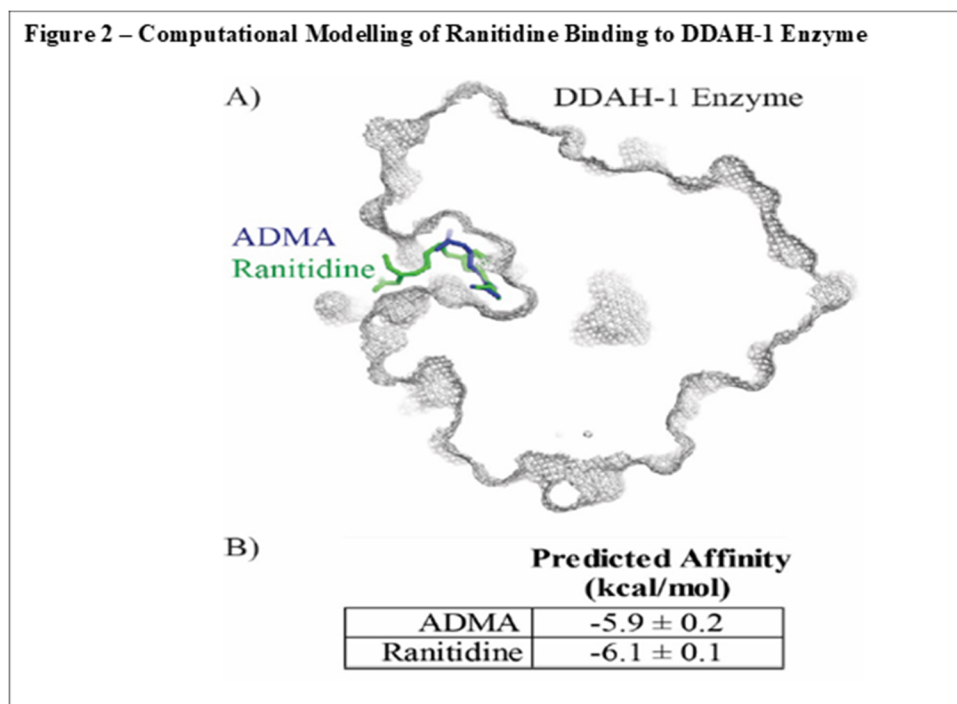 Figure 2 – Computational Modelling of Ranitidine Binding to DDAH-1 Enzyme
A)
DDAH-1 Enzyme
ADMA
Ranitidine
B)
Predicted Affinity
(kcal/mol)
ADMA -5.9 ± 0.2
Ranitidine -6.1 ± 0.1